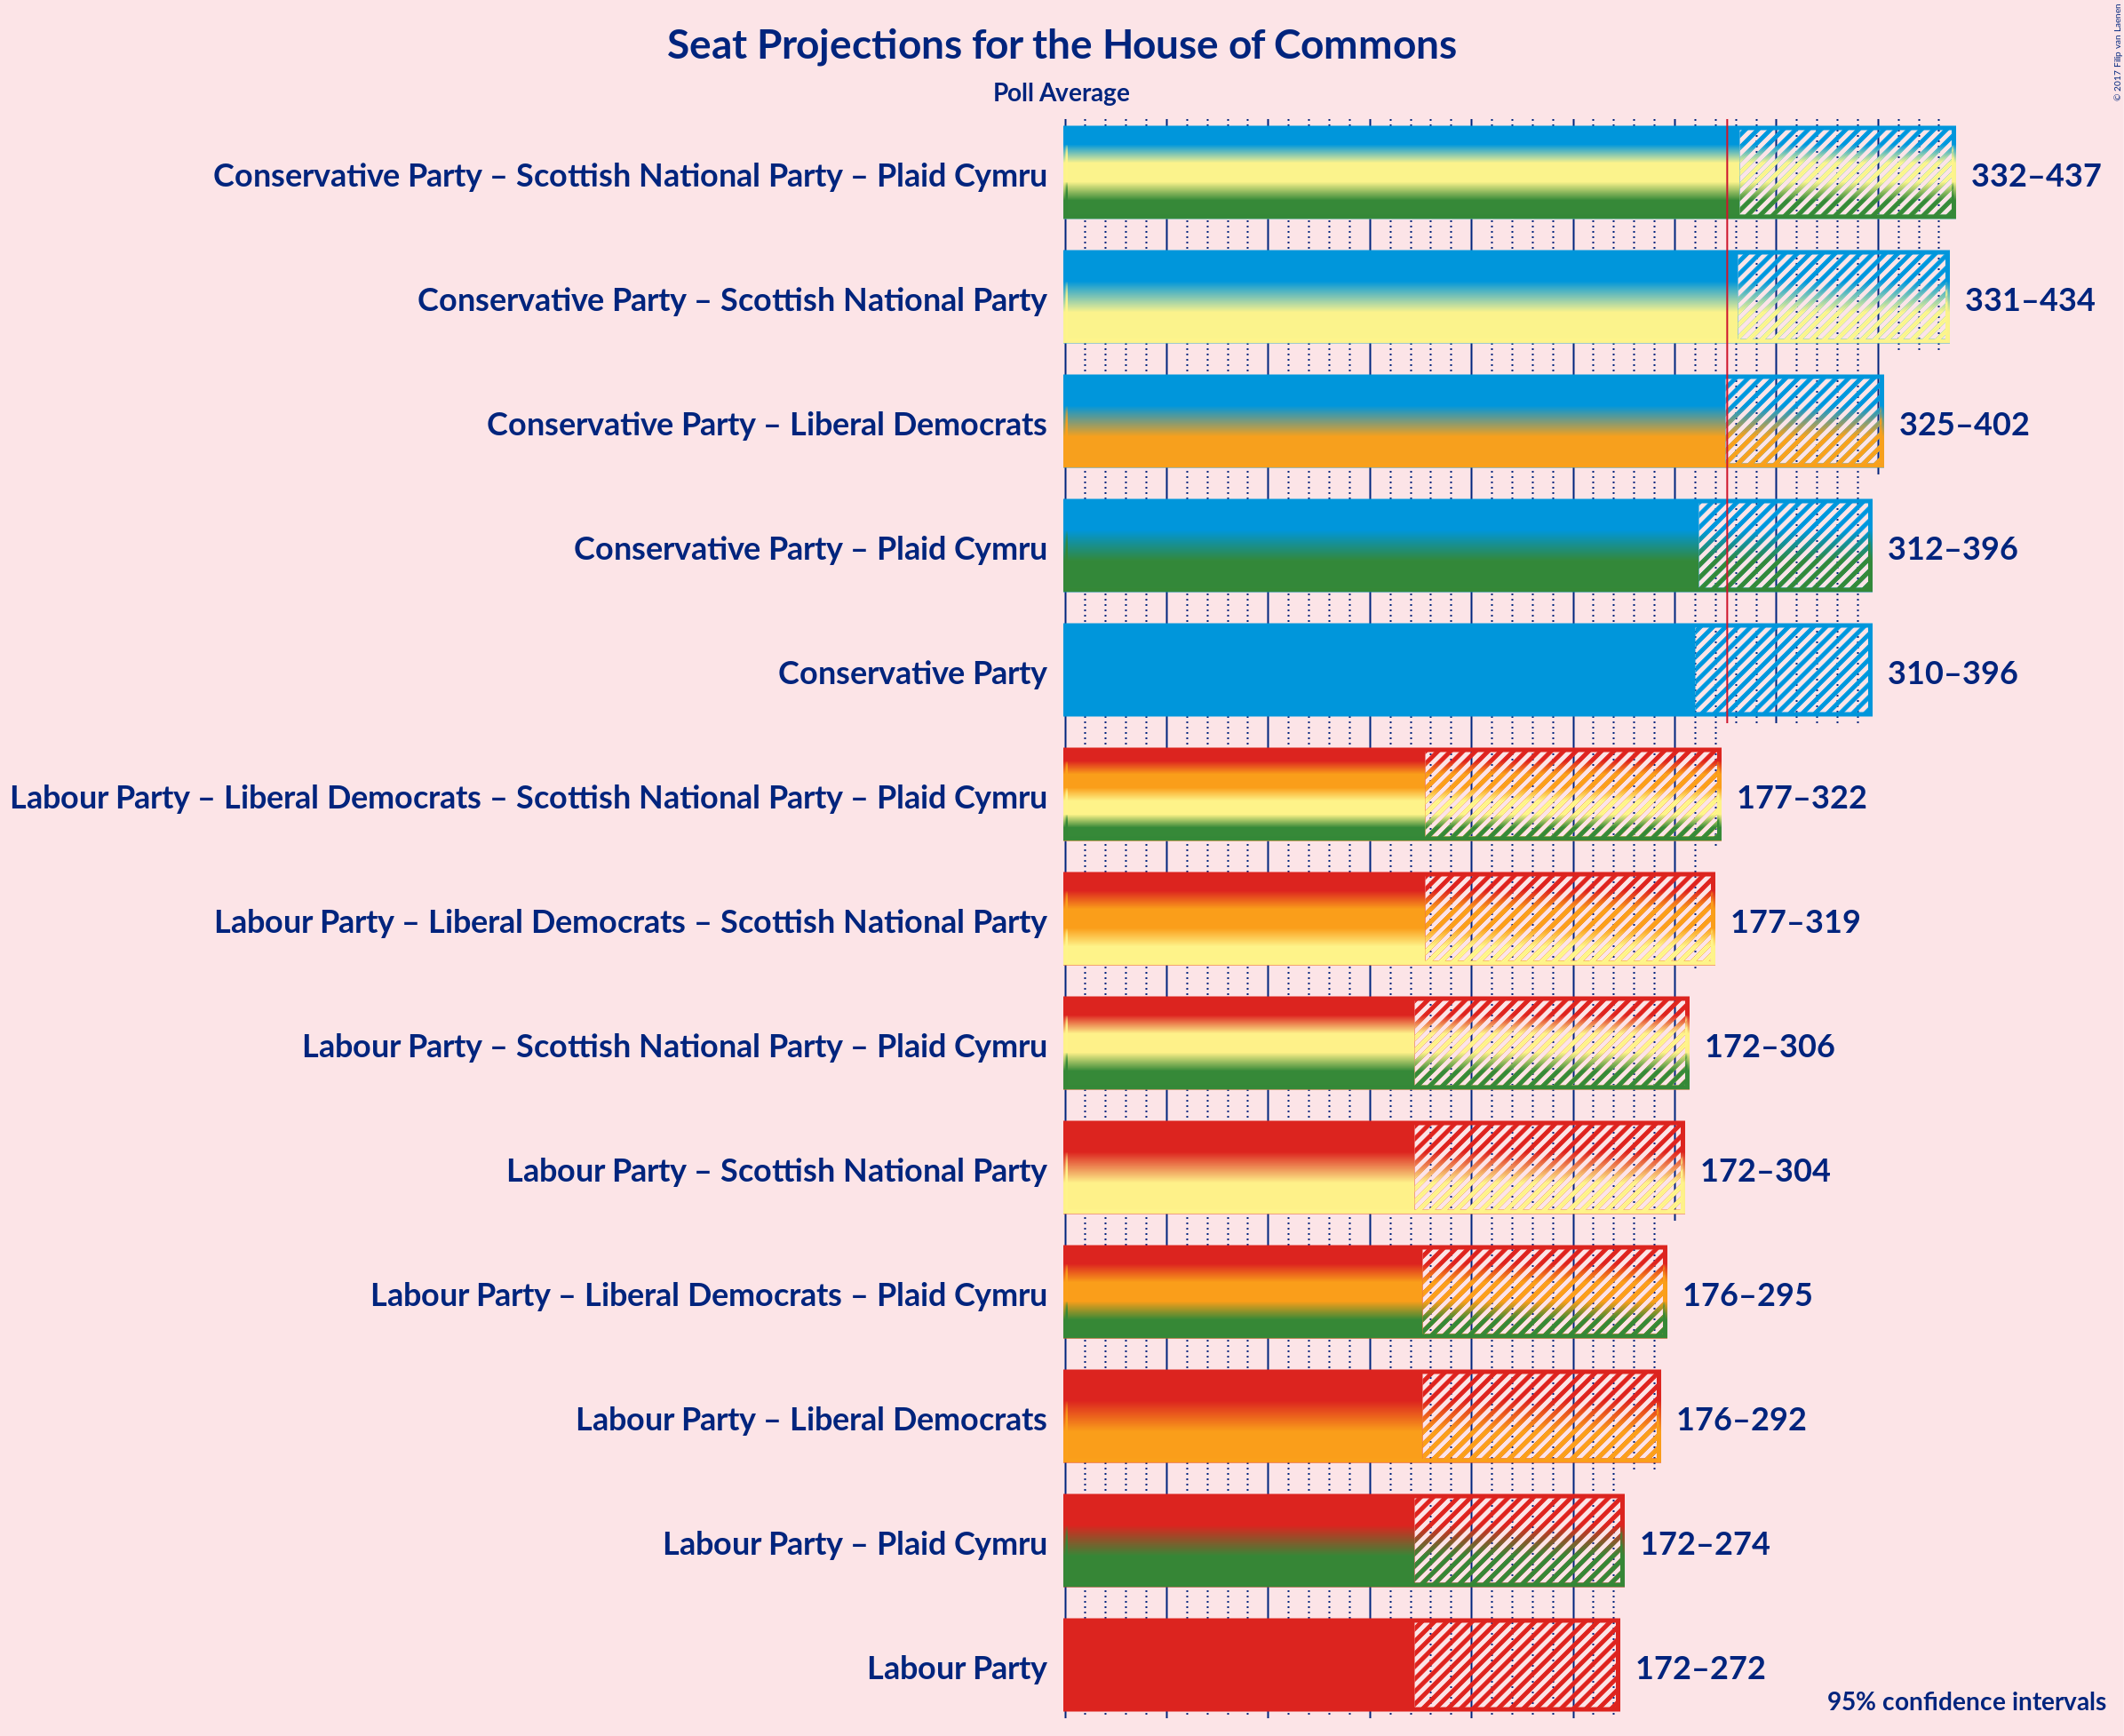 Seat Projections for the House of Commons
Poll Average
© 2017 Filip van Laenen
Conservative Party – Scottish National Party – Plaid Cymru 332–437
Conservative Party – Scottish National Party 331–434
Conservative Party – Liberal Democrats 325–402
Conservative Party – Plaid Cymru 312–396
Conservative Party 310–396
Labour Party – Liberal Democrats – Scottish National Party – Plaid Cymru 177–322
Labour Party – Liberal Democrats – Scottish National Party 177–319
Labour Party – Scottish National Party – Plaid Cymru 172–306
Labour Party – Scottish National Party 172–304
Labour Party – Liberal Democrats – Plaid Cymru 176–295
Labour Party – Liberal Democrats 176–292
Labour Party – Plaid Cymru 172–274
Labour Party 172–272
95% confidence intervals